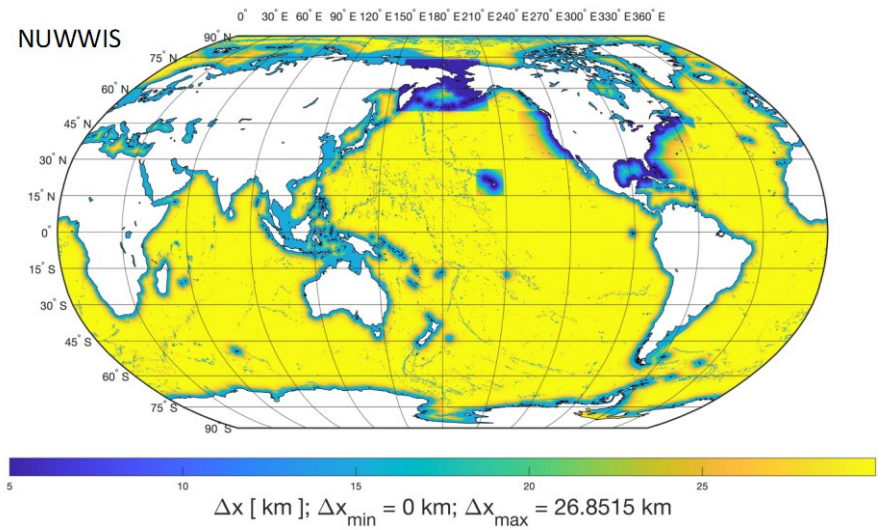 0° 30° E 60° E 90° E 120° E 150° E 180° E 210° E 240° E 270° E 300° E 330° E 360° E
90° N
NUWWIS
75° N
60° N
45° N
30° N
15° N
0°
15° S
30° S
45° S
60° S
75° S
90° S
5 10 15 20 25
Δx [ km ]; Δx_min = 0 km; Δx_max = 26.8515 km